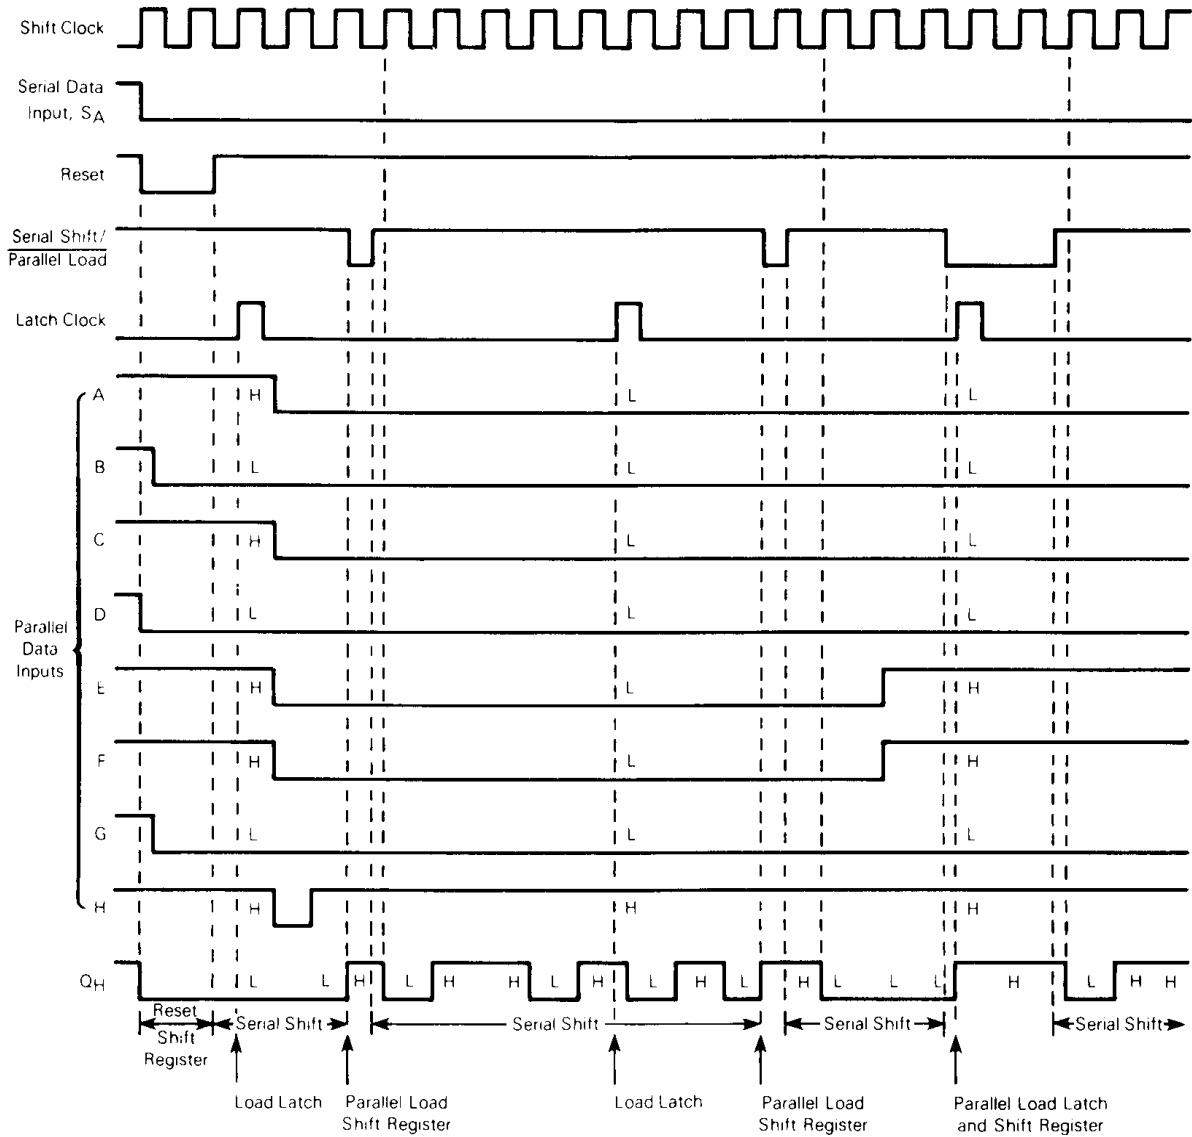 Shift Clock
Serial Data
Input, SA
Reset
Serial Shift/
Parallel Load
Latch Clock
A H L L
B L L L
C H L L
D L L L
Parallel
Data
Inputs
E H L H
F H L H
G L L L
H H H H
QH L L H L H H L H L H L H L L L H L H H
Reset
Shift
Register
Serial Shift
Serial Shift
Serial Shift
Serial Shift
Load Latch
Parallel Load
Shift Register
Load Latch
Parallel Load
Shift Register
Parallel Load Latch
and Shift Register